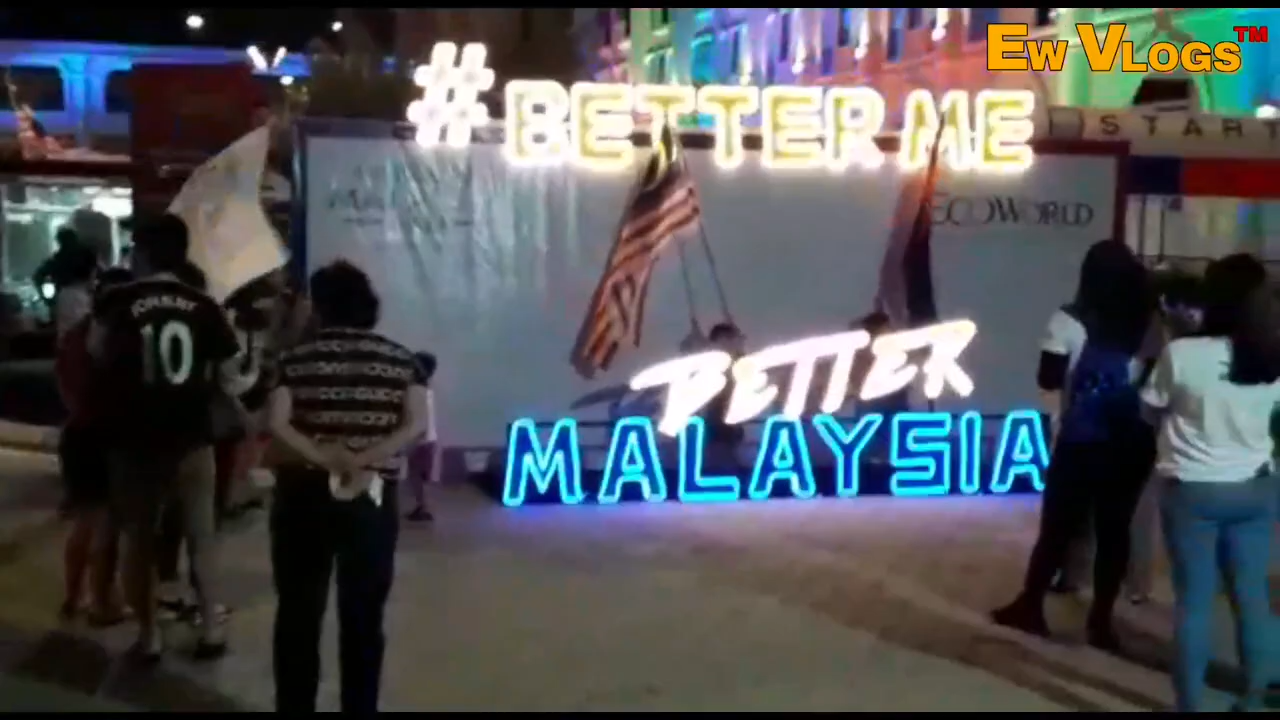 Ew Vlogs™
#BETTER ME
START
ECOWORLD
10
BETTER
MALAYSIA